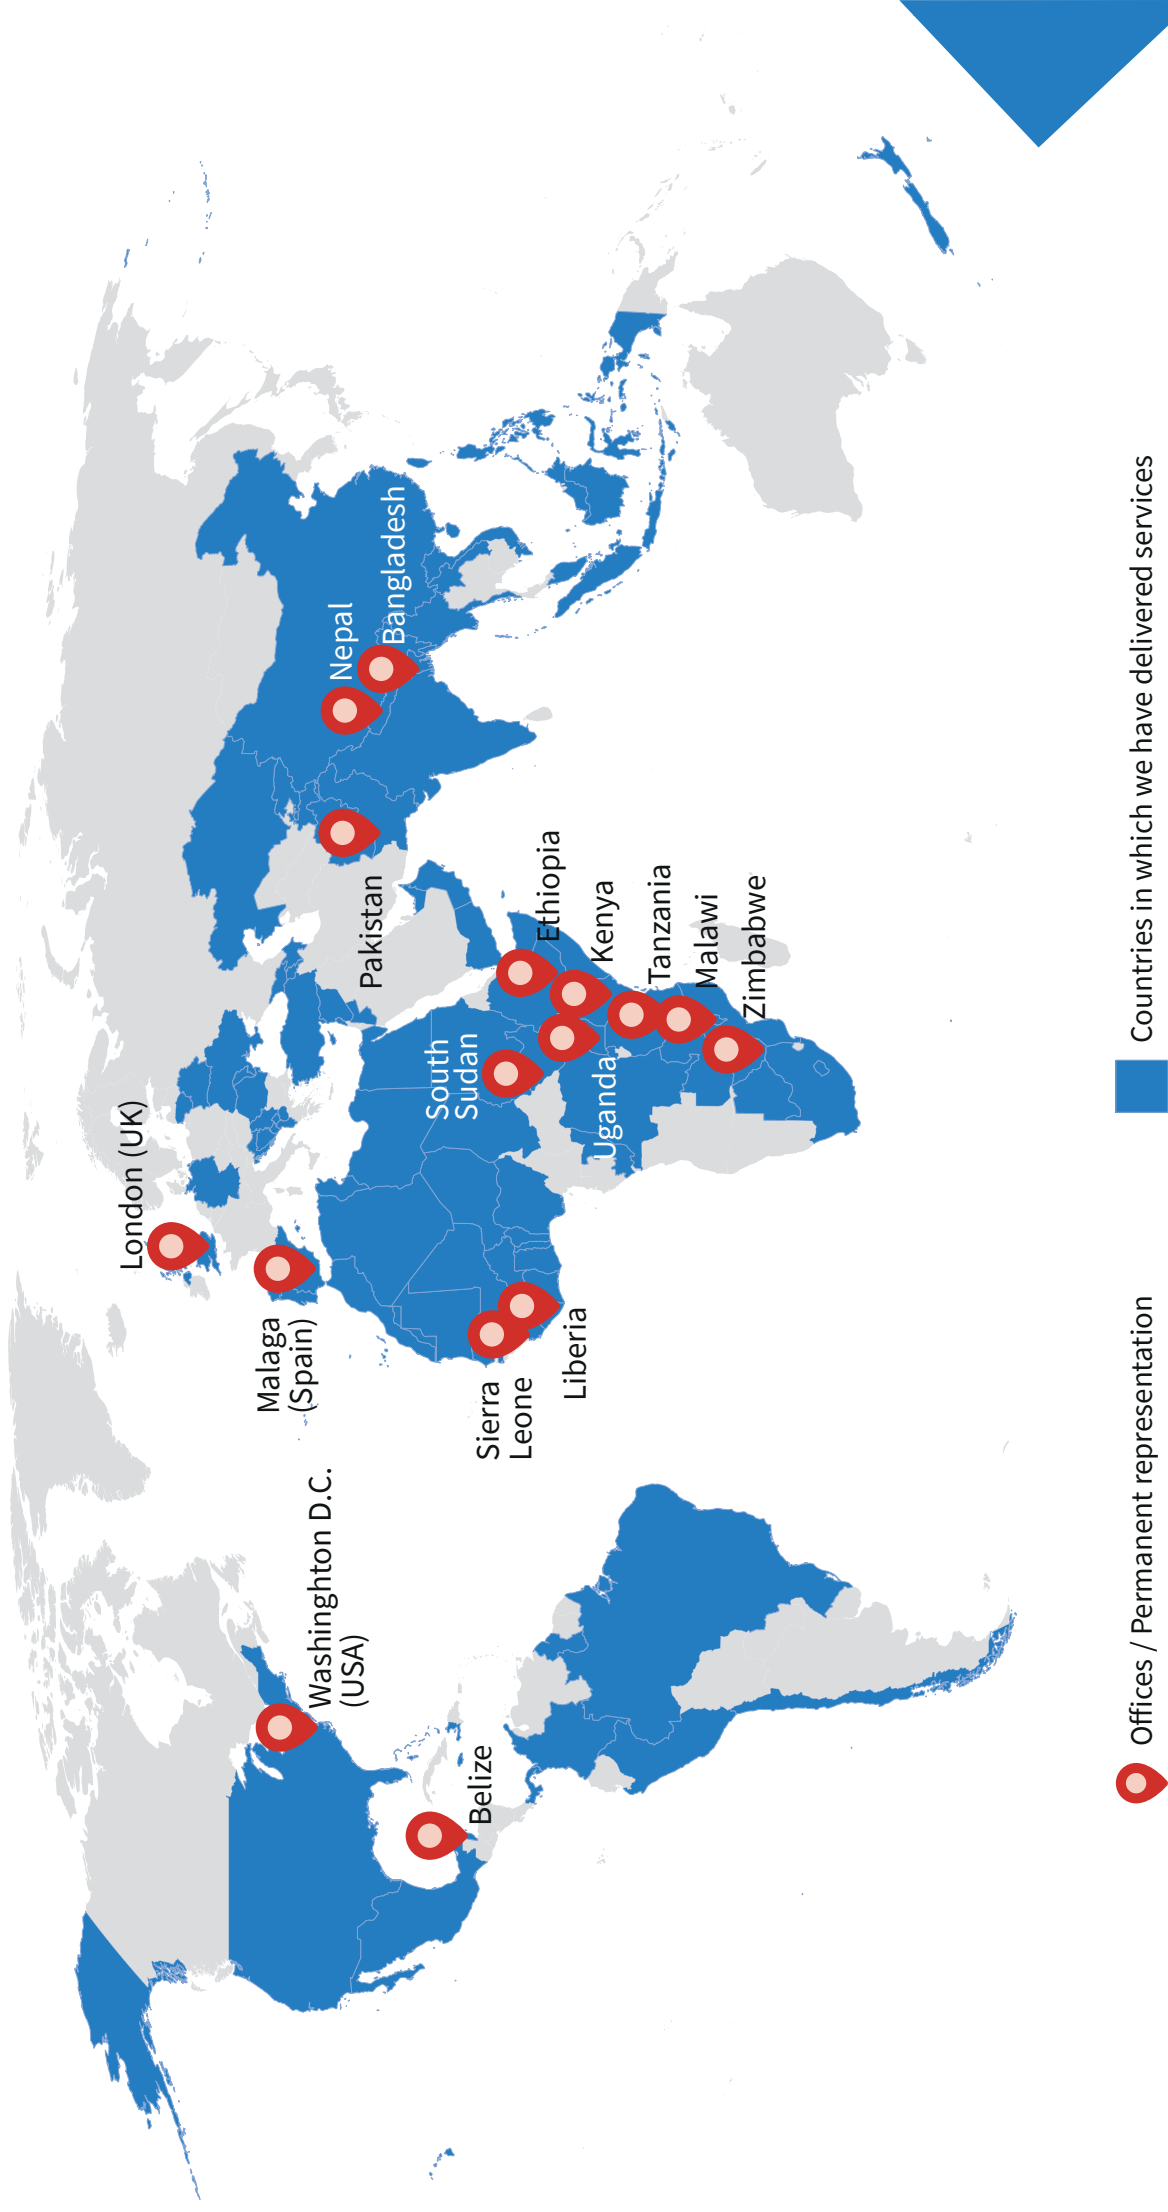 London (UK)
Malaga
(Spain)
Washinghton D.C.
(USA)
Belize
Sierra
Leone
Liberia
South
Sudan
Uganda
Ethiopia
Kenya
Tanzania
Malawi
Zimbabwe
Pakistan
Nepal
Bangladesh
Offices / Permanent representation
Countries in which we have delivered services